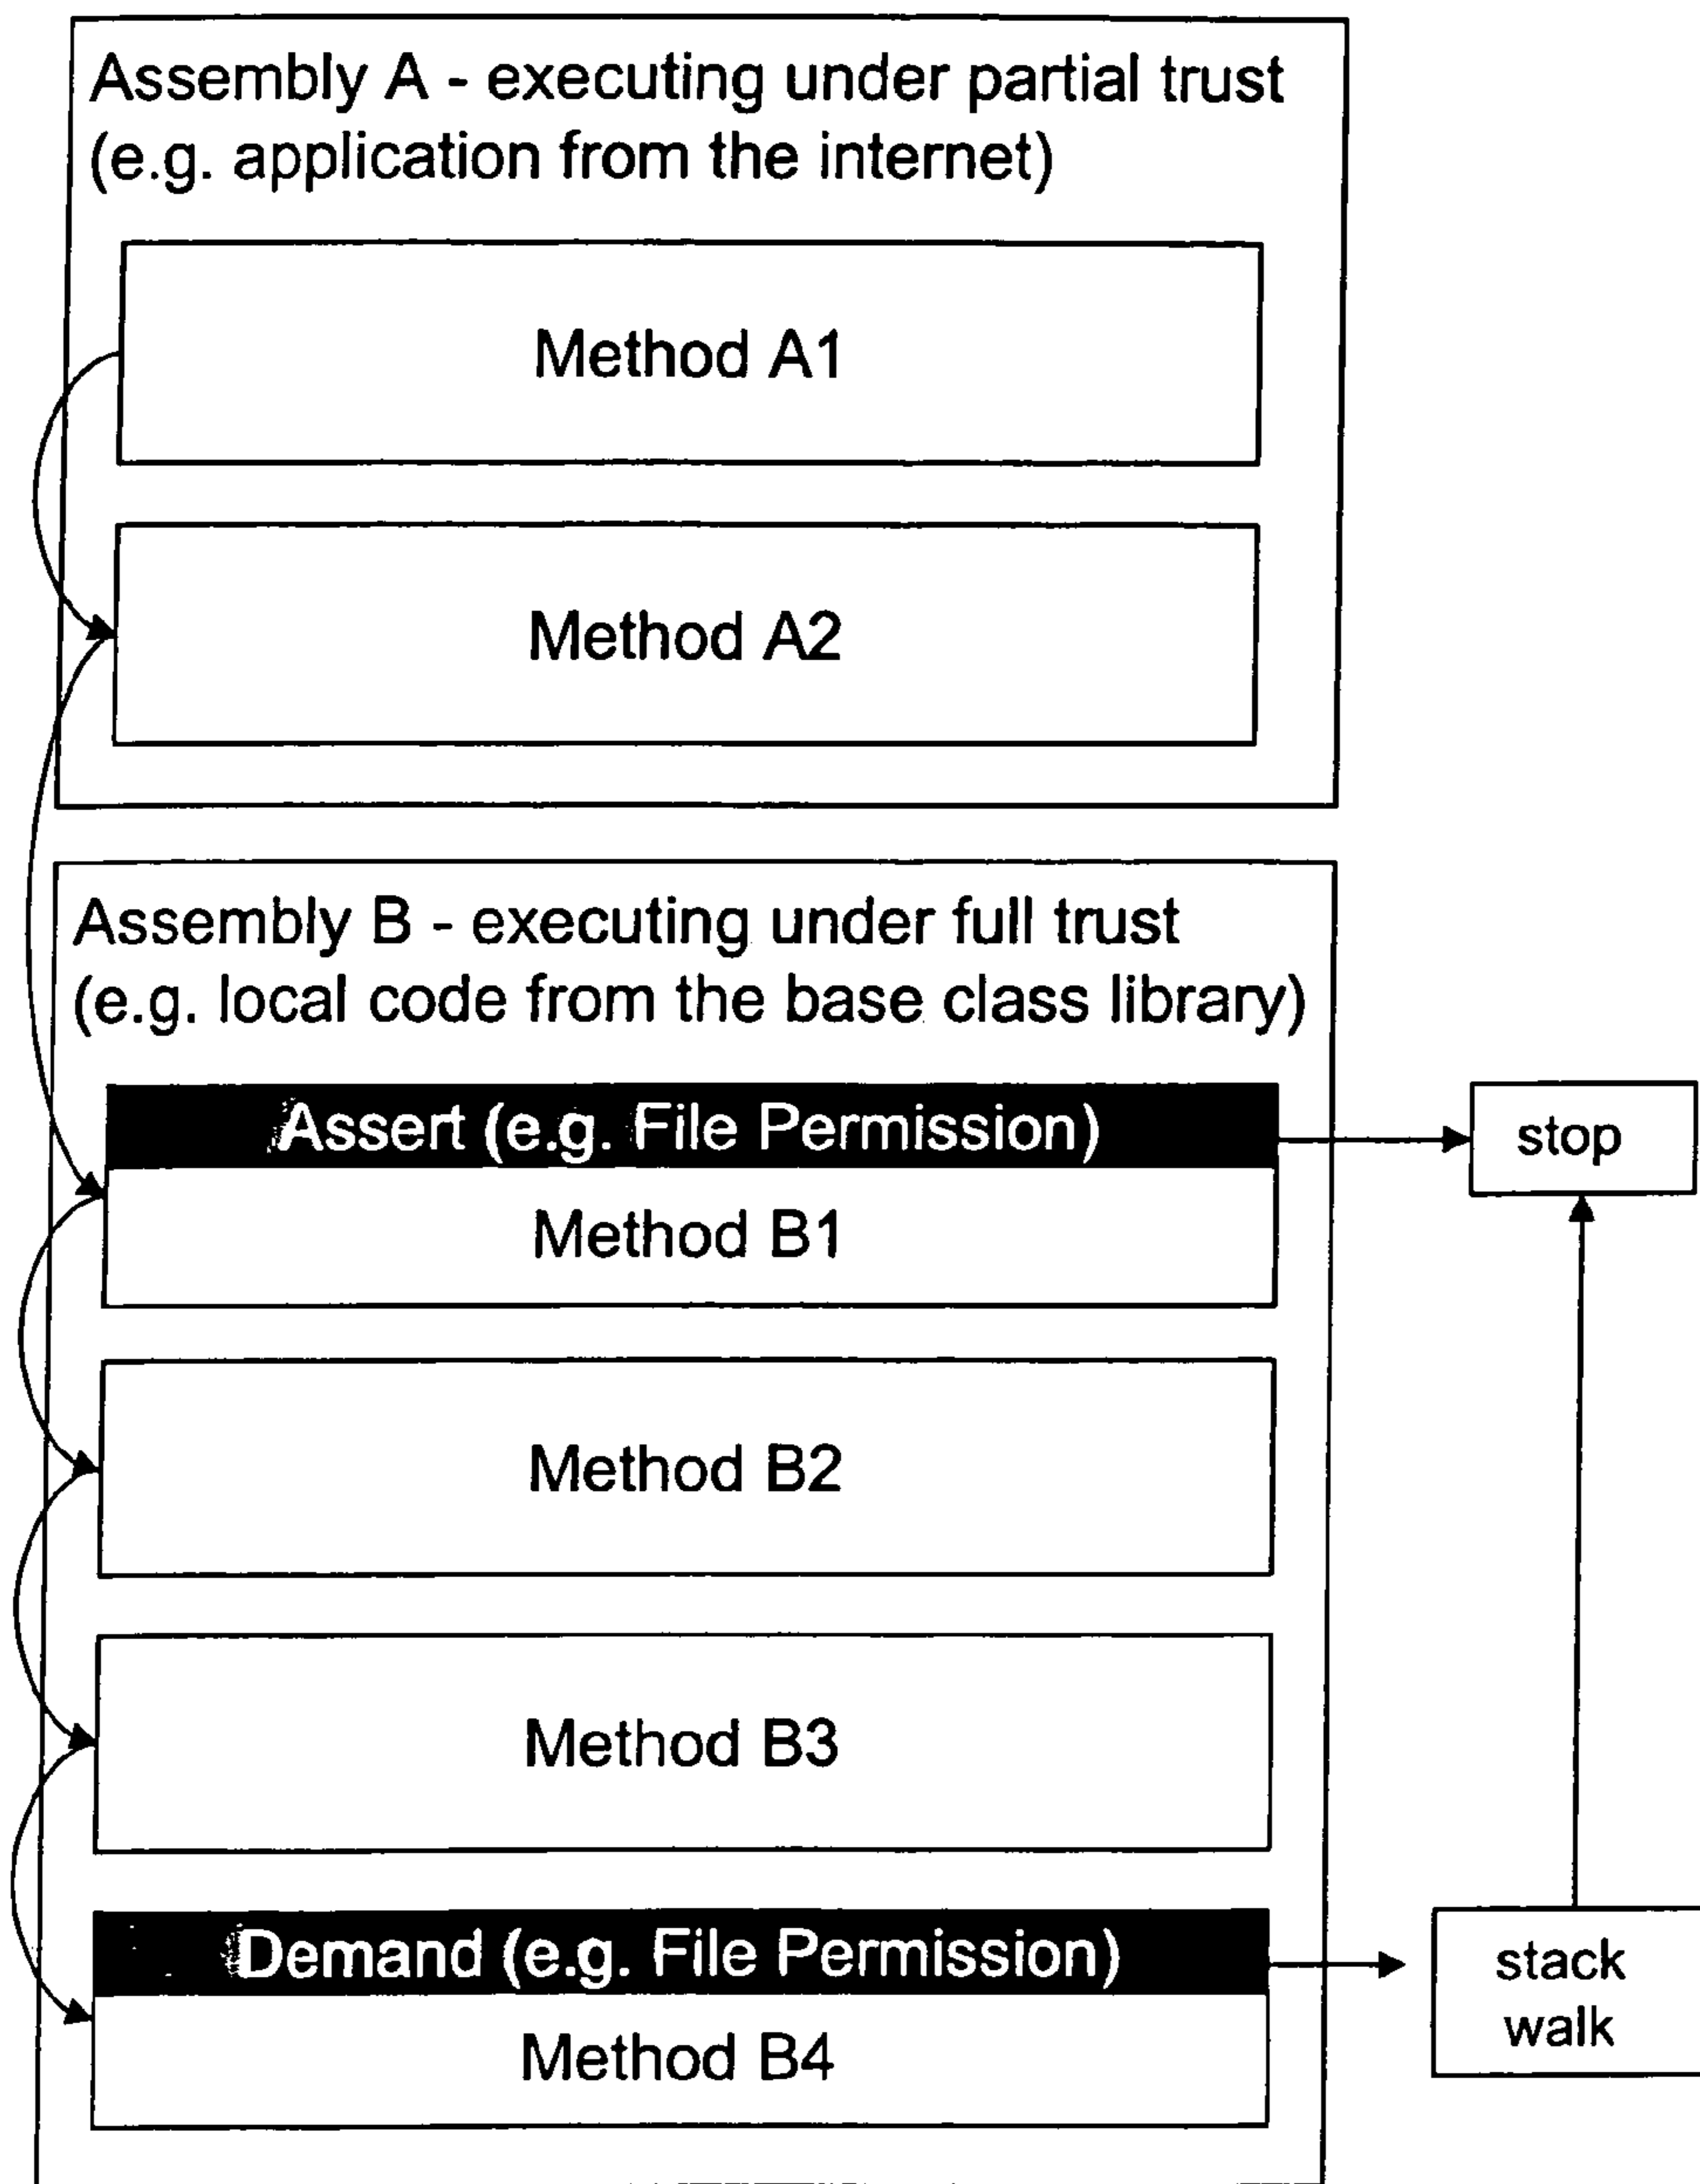 Assembly A - executing under partial trust
(e.g. application from the internet)
Method A1
Method A2
Assembly B - executing under full trust
(e.g. local code from the base class library)
Assert (e.g. File Permission)
stop
Method B1
Method B2
Method B3
Demand (e.g. File Permission)
stack
walk
Method B4